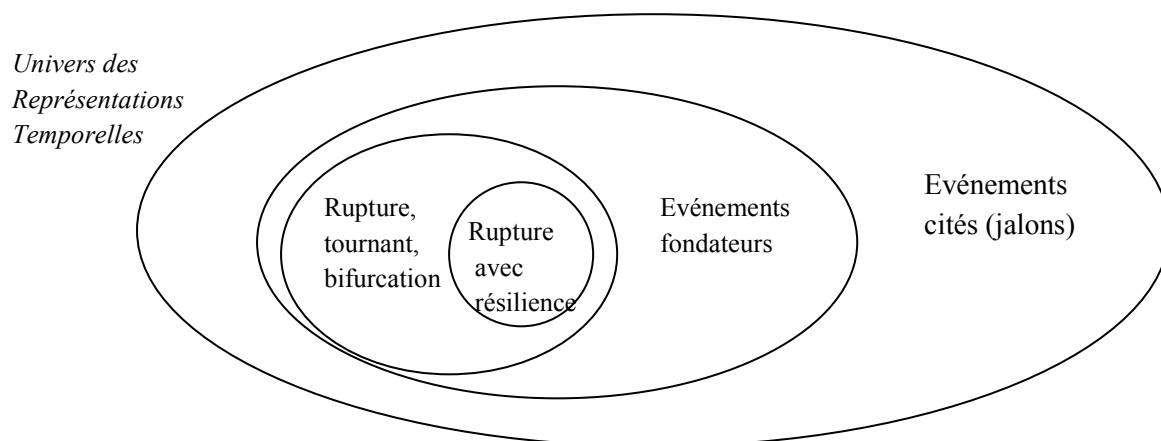 Univers des
Représentations
Temporelles
Rupture,
tournant,
bifurcation
Rupture
avec
résilience
Evénements
fondateurs
Evénements
cités (jalons)